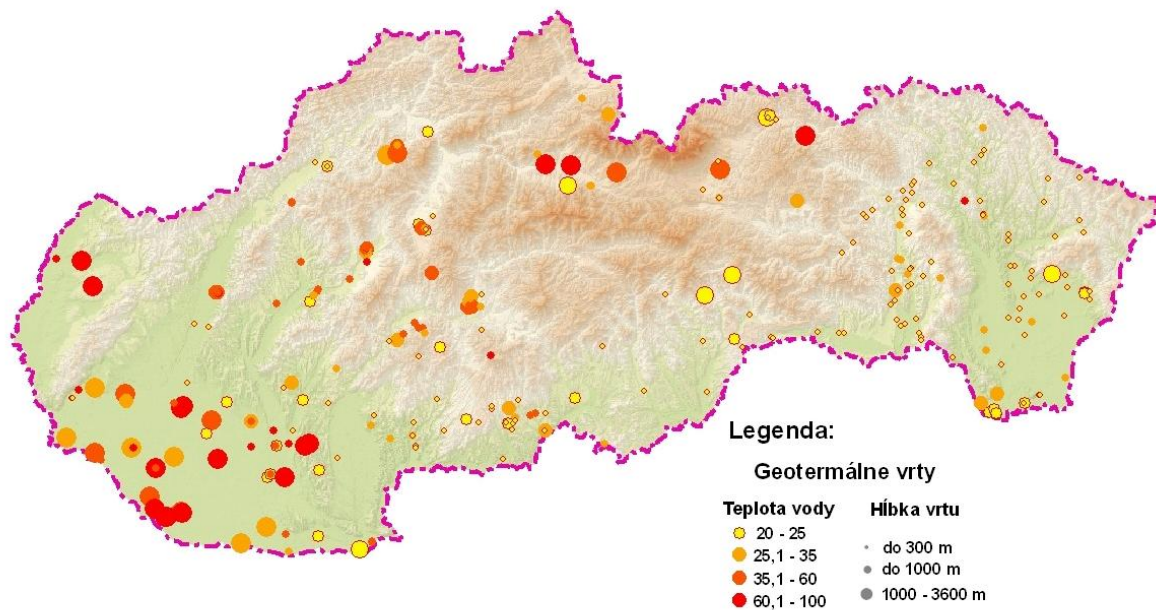 Legenda:
Geotermálne vrty
Teplota vody
20 - 25
25,1 - 35
35,1 - 60
60,1 - 100
Hĺbka vrtu
do 300 m
do 1000 m
1000 - 3600 m